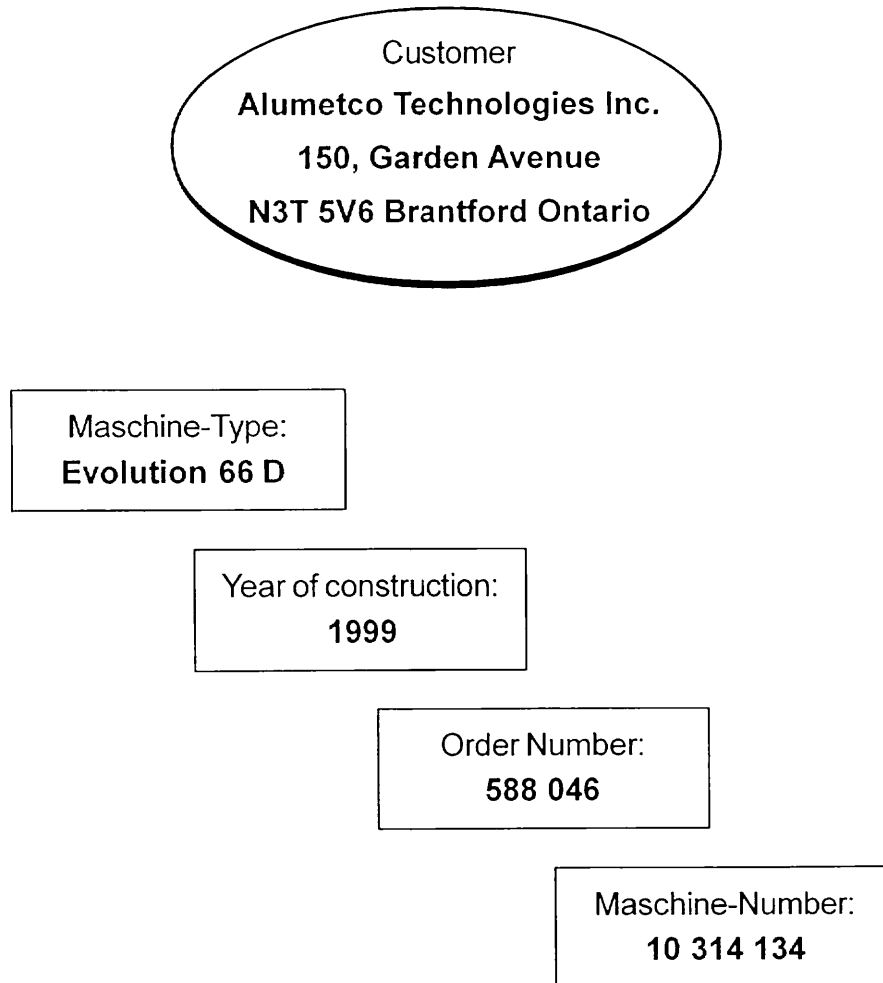 Customer
Alumetco Technologies Inc.
150, Garden Avenue
N3T 5V6 Brantford Ontario
Maschine-Type:
Evolution 66 D
Year of construction:
1999
Order Number:
588 046
Maschine-Number:
10 314 134